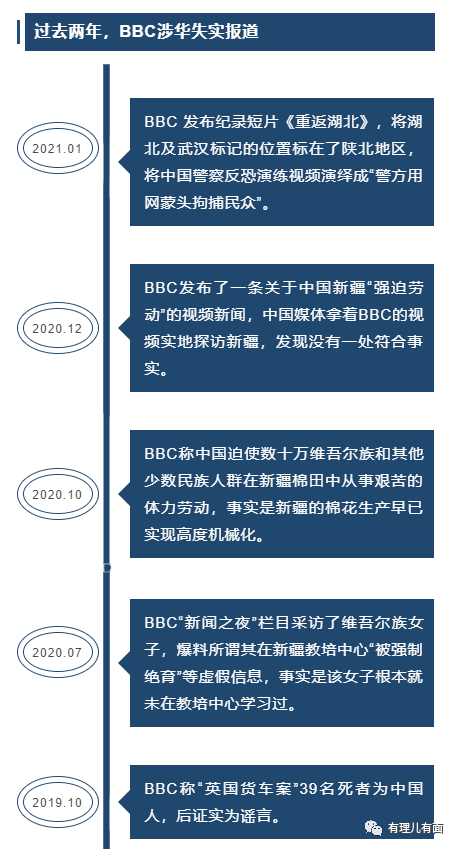 过去两年，BBC涉华失实报道
2021.01
BBC 发布纪录短片《重返湖北》，将湖
北及武汉标记的位置标在了陕北地区，
将中国警察反恐演练视频演绎成“警方用
网蒙头拘捕民众”。
2020.12
BBC发布了一条关于中国新疆“强迫劳
动”的视频新闻，中国媒体拿着BBC的视
频实地探访新疆，发现没有一处符合事
实。
2020.10
BBC称中国迫使数十万维吾尔族和其他
少数民族人群在新疆棉田中从事艰苦的
体力劳动，事实是新疆的棉花生产早已
实现高度机械化。
2020.07
BBC“新闻之夜”栏目采访了维吾尔族女
子，爆料所谓其在新疆教培中心“被强制
绝育”等虚假信息，事实是该女子根本就
未在教培中心学习过。
2019.10
BBC称“英国货车案”39名死者为中国
人，后证实为谣言。
有理儿有面